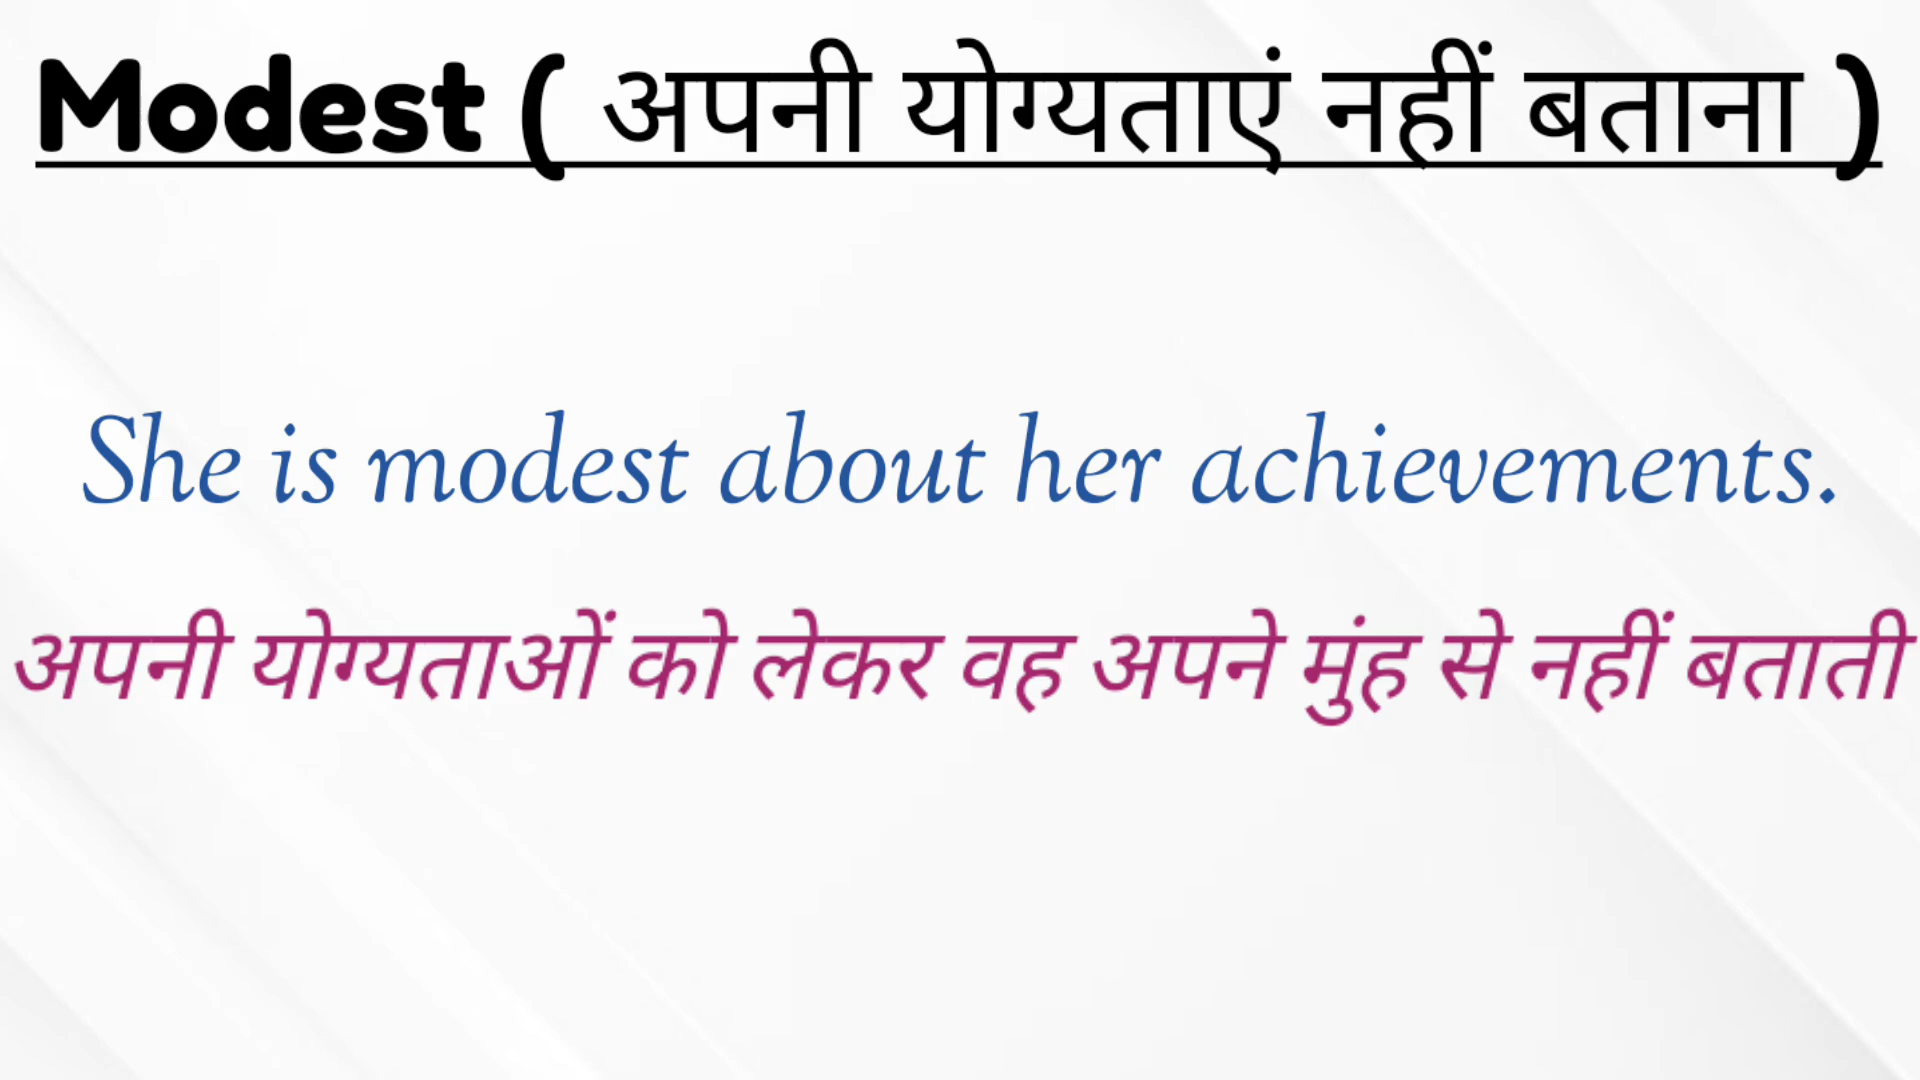 Modest ( अपनी योग्यताएं नहीं बताना )
She is modest about her achievements.
अपनी योग्यताओं को लेकर वह अपने मुंह से नहीं बताती